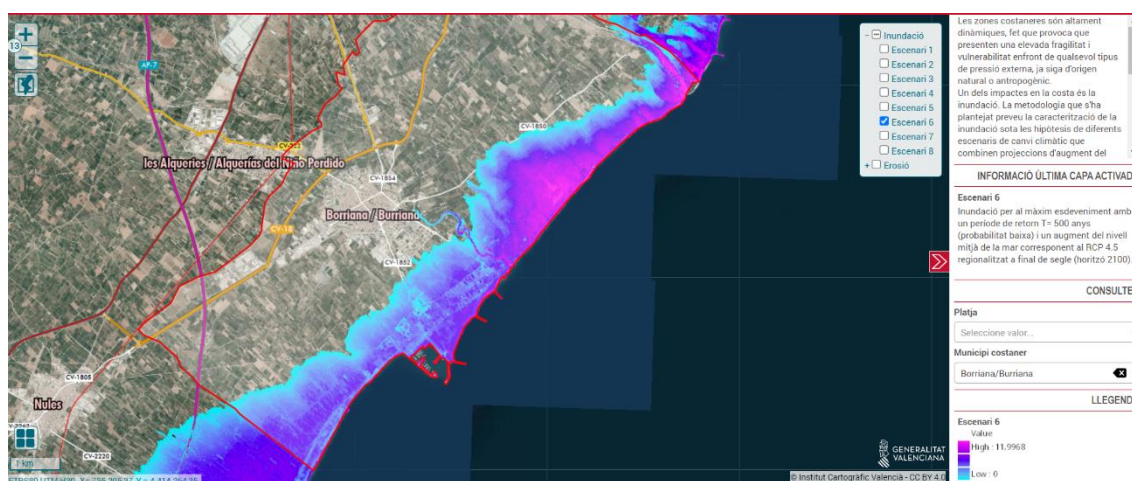 +
13
−
AP-7
CV-222
CV-1850
les Alqueries / Alquerías del Niño Perdido
CV-1854
Borriana / Burriana
CV-18
CV-1852
CV-1805
Nules
CV-2220
1 km
Inundació
Escenari 1
Escenari 2
Escenari 3
Escenari 4
Escenari 5
Escenari 6
Escenari 7
Escenari 8
Erosió
GENERALITAT
VALENCIANA
© Institut Cartogràfic Valencià - CC BY 4.0
Les zones costaneres són altament
dinàmiques, fet que provoca que
presenten una elevada fragilitat i
vulnerabilitat enfront de qualsevol tipus
de pressió externa, ja siga d'origen
natural o antropogènic.
Un dels impactes en la costa és la
inundació. La metodologia que s'ha
plantejat preveu la caracterització de la
inundació sota les hipòtesis de diferents
escenaris de canvi climàtic que
combinen projeccions d'augment del
INFORMACIÓ ÚLTIMA CAPA ACTIVAD
Escenari 6
Inundació per al màxim esdeveniment amb
un període de retorn T= 500 anys
(probabilitat baixa) i un augment del nivell
mitjà de la mar corresponent al RCP 4.5
regionalitzat a final de segle (horitzó 2100).
CONSULTE
Platja
Seleccione valor...
Municipi costaner
Borriana/Burriana
LLEGEND
Escenari 6
Value
High : 11.9968
Low : 0